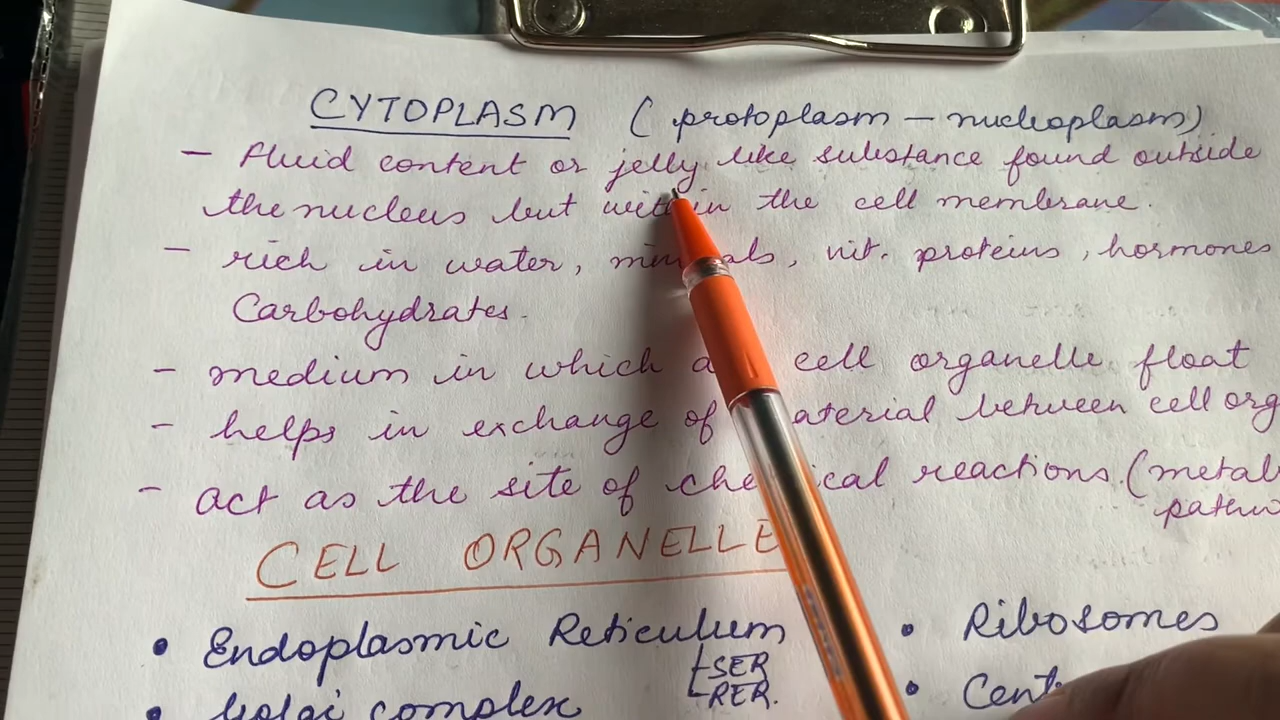 CYTOPLASM (protoplasm – nucleoplasm)
– Fluid content or jelly like substance found outside
the nucleus but within the cell membrane.
– rich in water, minerals, vit. proteins, hormones
Carbohydrates.
– medium in which cell organelle float
– helps in exchange of material between cell org
– act as the site of chemical reactions (metab
pathw
CELL ORGANELLE
• Endoplasmic Reticulum • Ribosomes
SER
RER.
• Golgi complex • Cent